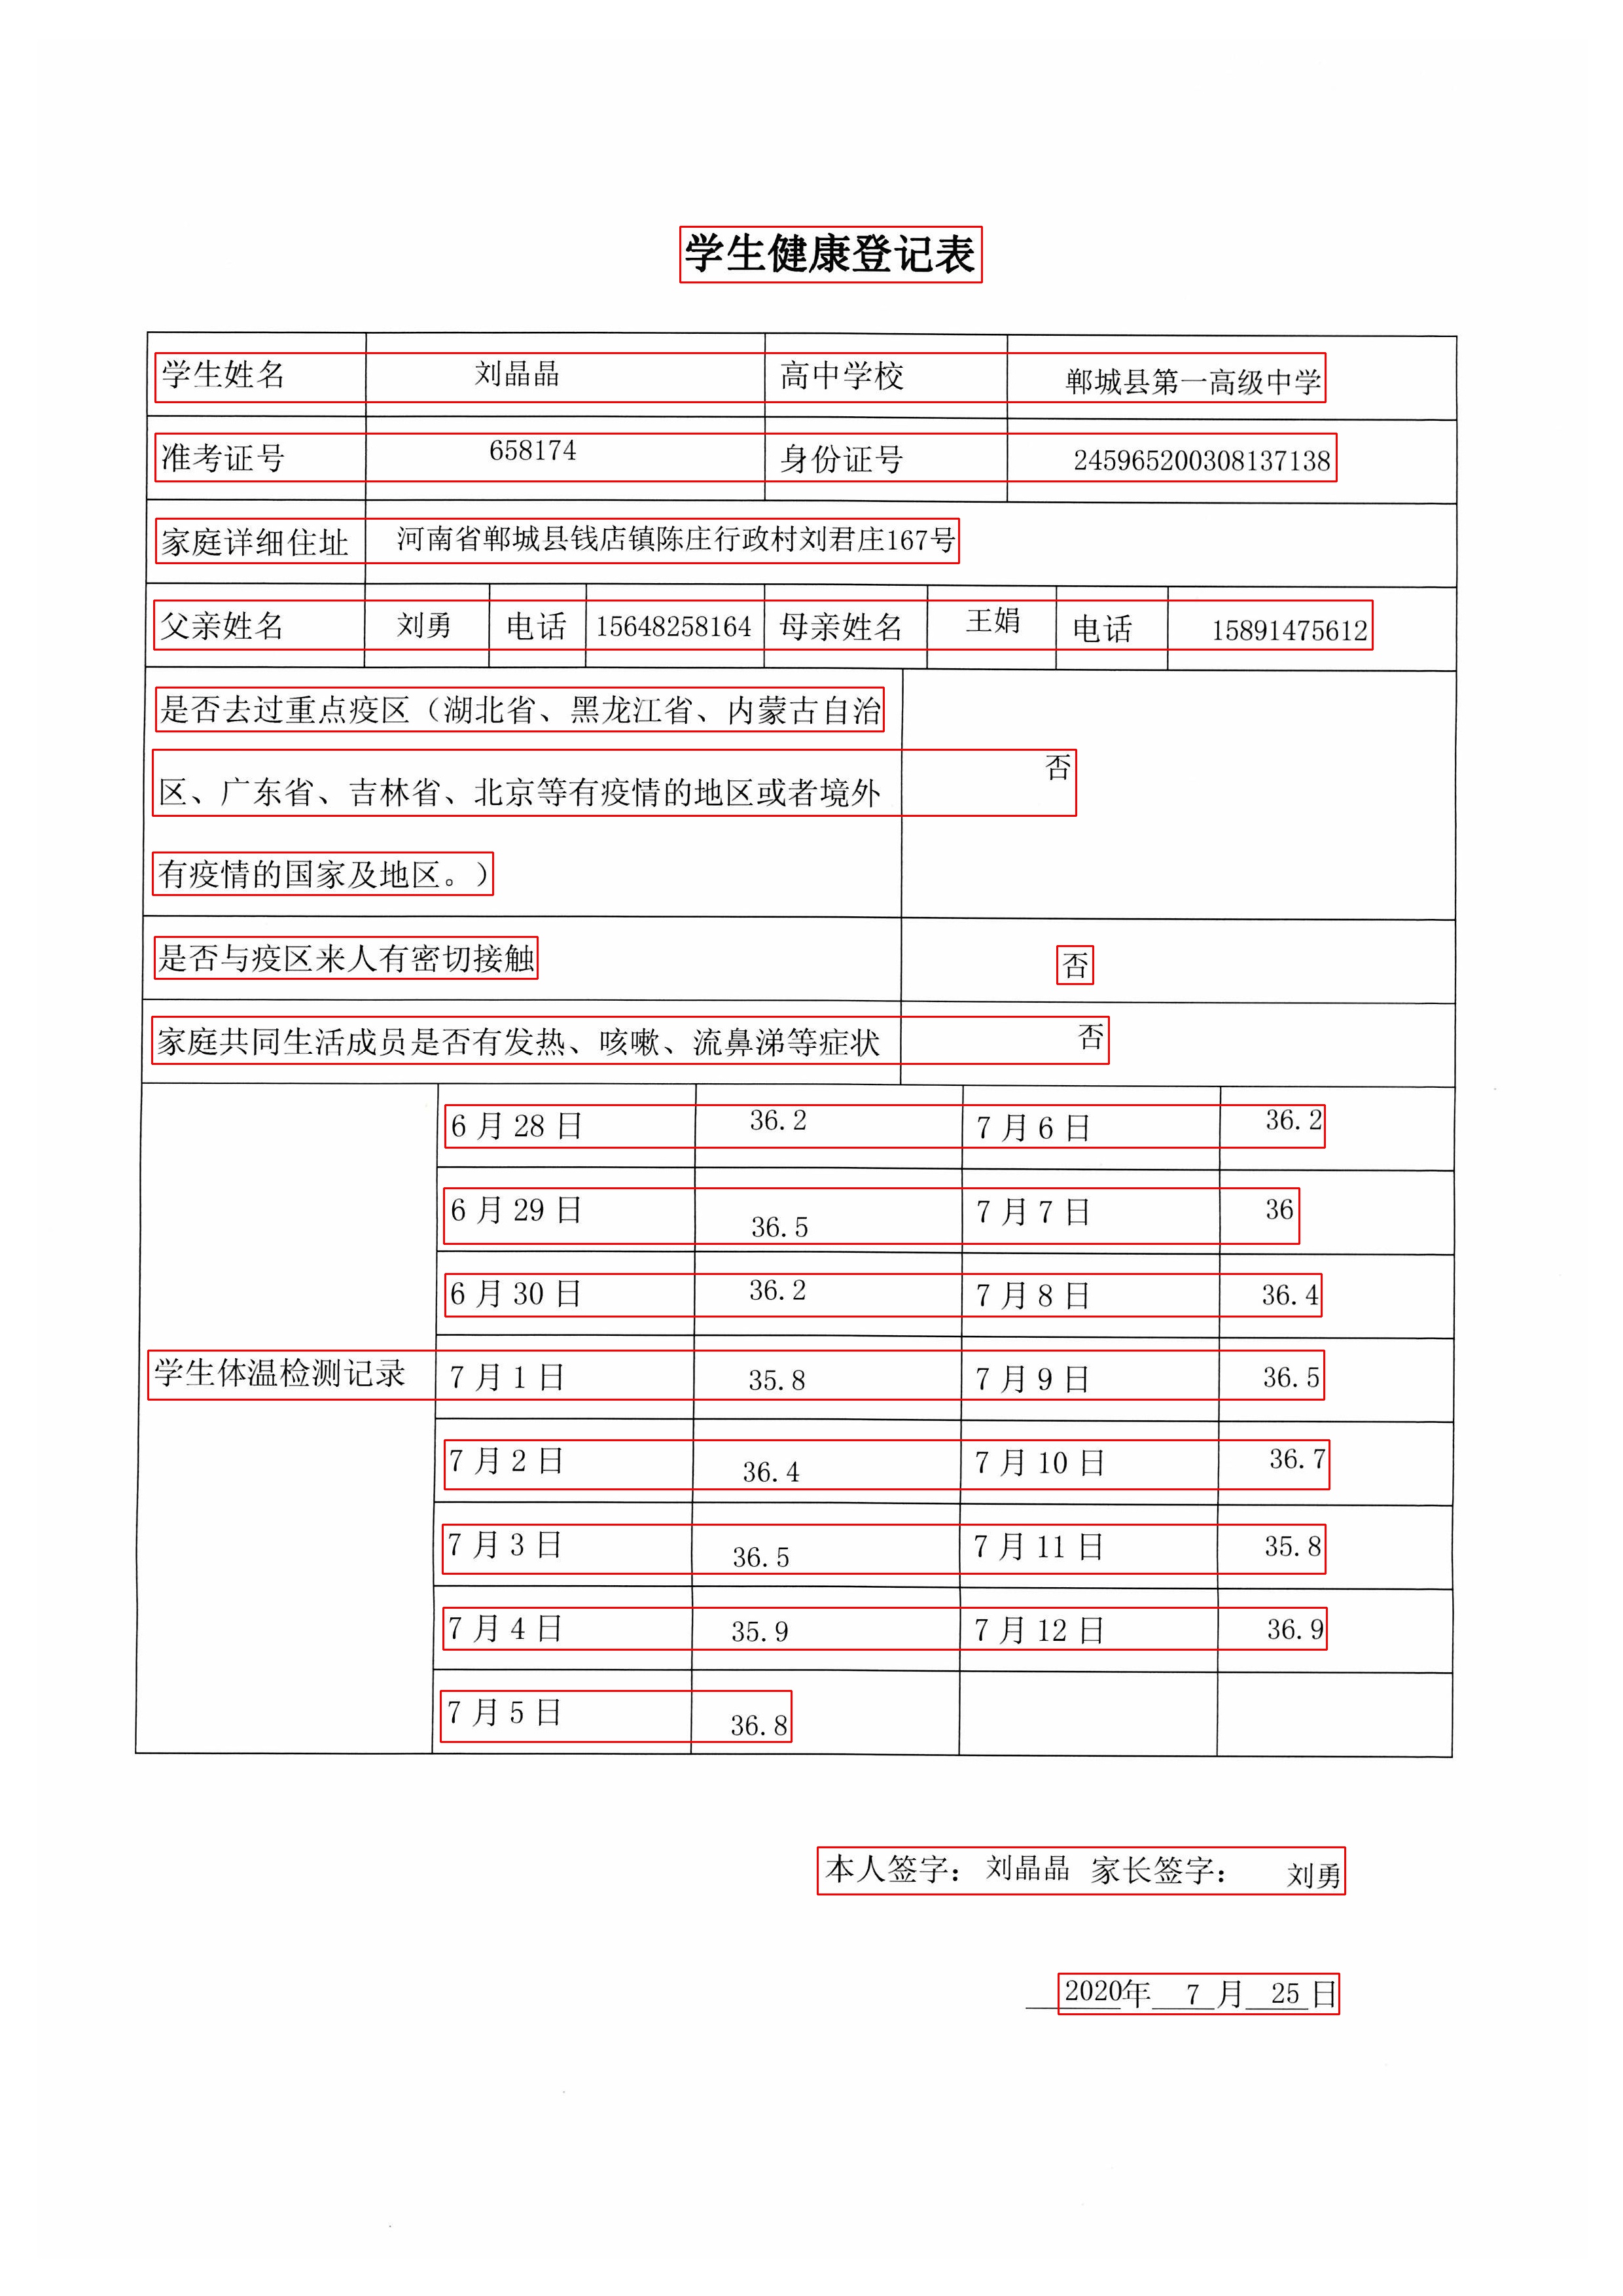 学生健康登记表
学生姓名 刘晶晶 高中学校 郸城县第一高级中学
准考证号 658174 身份证号 245965200308137138
家庭详细住址 河南省郸城县钱店镇陈庄行政村刘君庄167号
父亲姓名 刘勇 电话 15648258164 母亲姓名 王娟 电话 15891475612
是否去过重点疫区（湖北省、黑龙江省、内蒙古自治
区、广东省、吉林省、北京等有疫情的地区或者境外 否
有疫情的国家及地区。）
是否与疫区来人有密切接触 否
家庭共同生活成员是否有发热、咳嗽、流鼻涕等症状 否
6月28日 36.2 7月6日 36.2
6月29日 36.5 7月7日 36
6月30日 36.2 7月8日 36.4
学生体温检测记录 7月1日 35.8 7月9日 36.5
7月2日 36.4 7月10日 36.7
7月3日 36.5 7月11日 35.8
7月4日 35.9 7月12日 36.9
7月5日 36.8
本人签字： 刘晶晶 家长签字： 刘勇
2020年 7 月 25 日